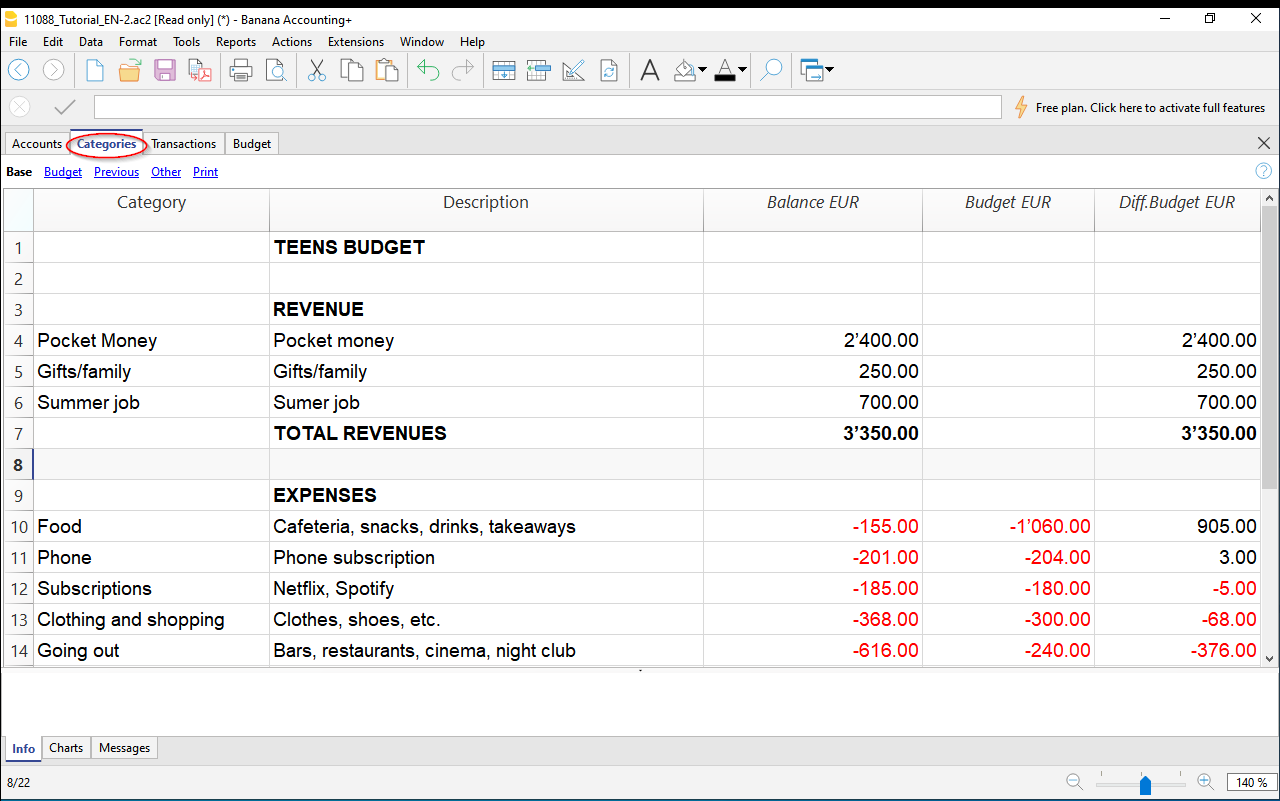 11088_Tutorial_EN-2.ac2 [Read only] (*) - Banana Accounting+
File Edit Data Format Tools Reports Actions Extensions Window Help
Free plan. Click here to activate full features
Accounts Categories Transactions Budget
Base Budget Previous Other Print
Category Description Balance EUR Budget EUR Diff.Budget EUR
1 TEENS BUDGET
2
3 REVENUE
4 Pocket Money Pocket money 2’400.00 2’400.00
5 Gifts/family Gifts/family 250.00 250.00
6 Summer job Sumer job 700.00 700.00
7 TOTAL REVENUES 3’350.00 3’350.00
8
9 EXPENSES
10 Food Cafeteria, snacks, drinks, takeaways -155.00 -1’060.00 905.00
11 Phone Phone subscription -201.00 -204.00 3.00
12 Subscriptions Netflix, Spotify -185.00 -180.00 -5.00
13 Clothing and shopping Clothes, shoes, etc. -368.00 -300.00 -68.00
14 Going out Bars, restaurants, cinema, night club -616.00 -240.00 -376.00
Info Charts Messages
8/22 140 %